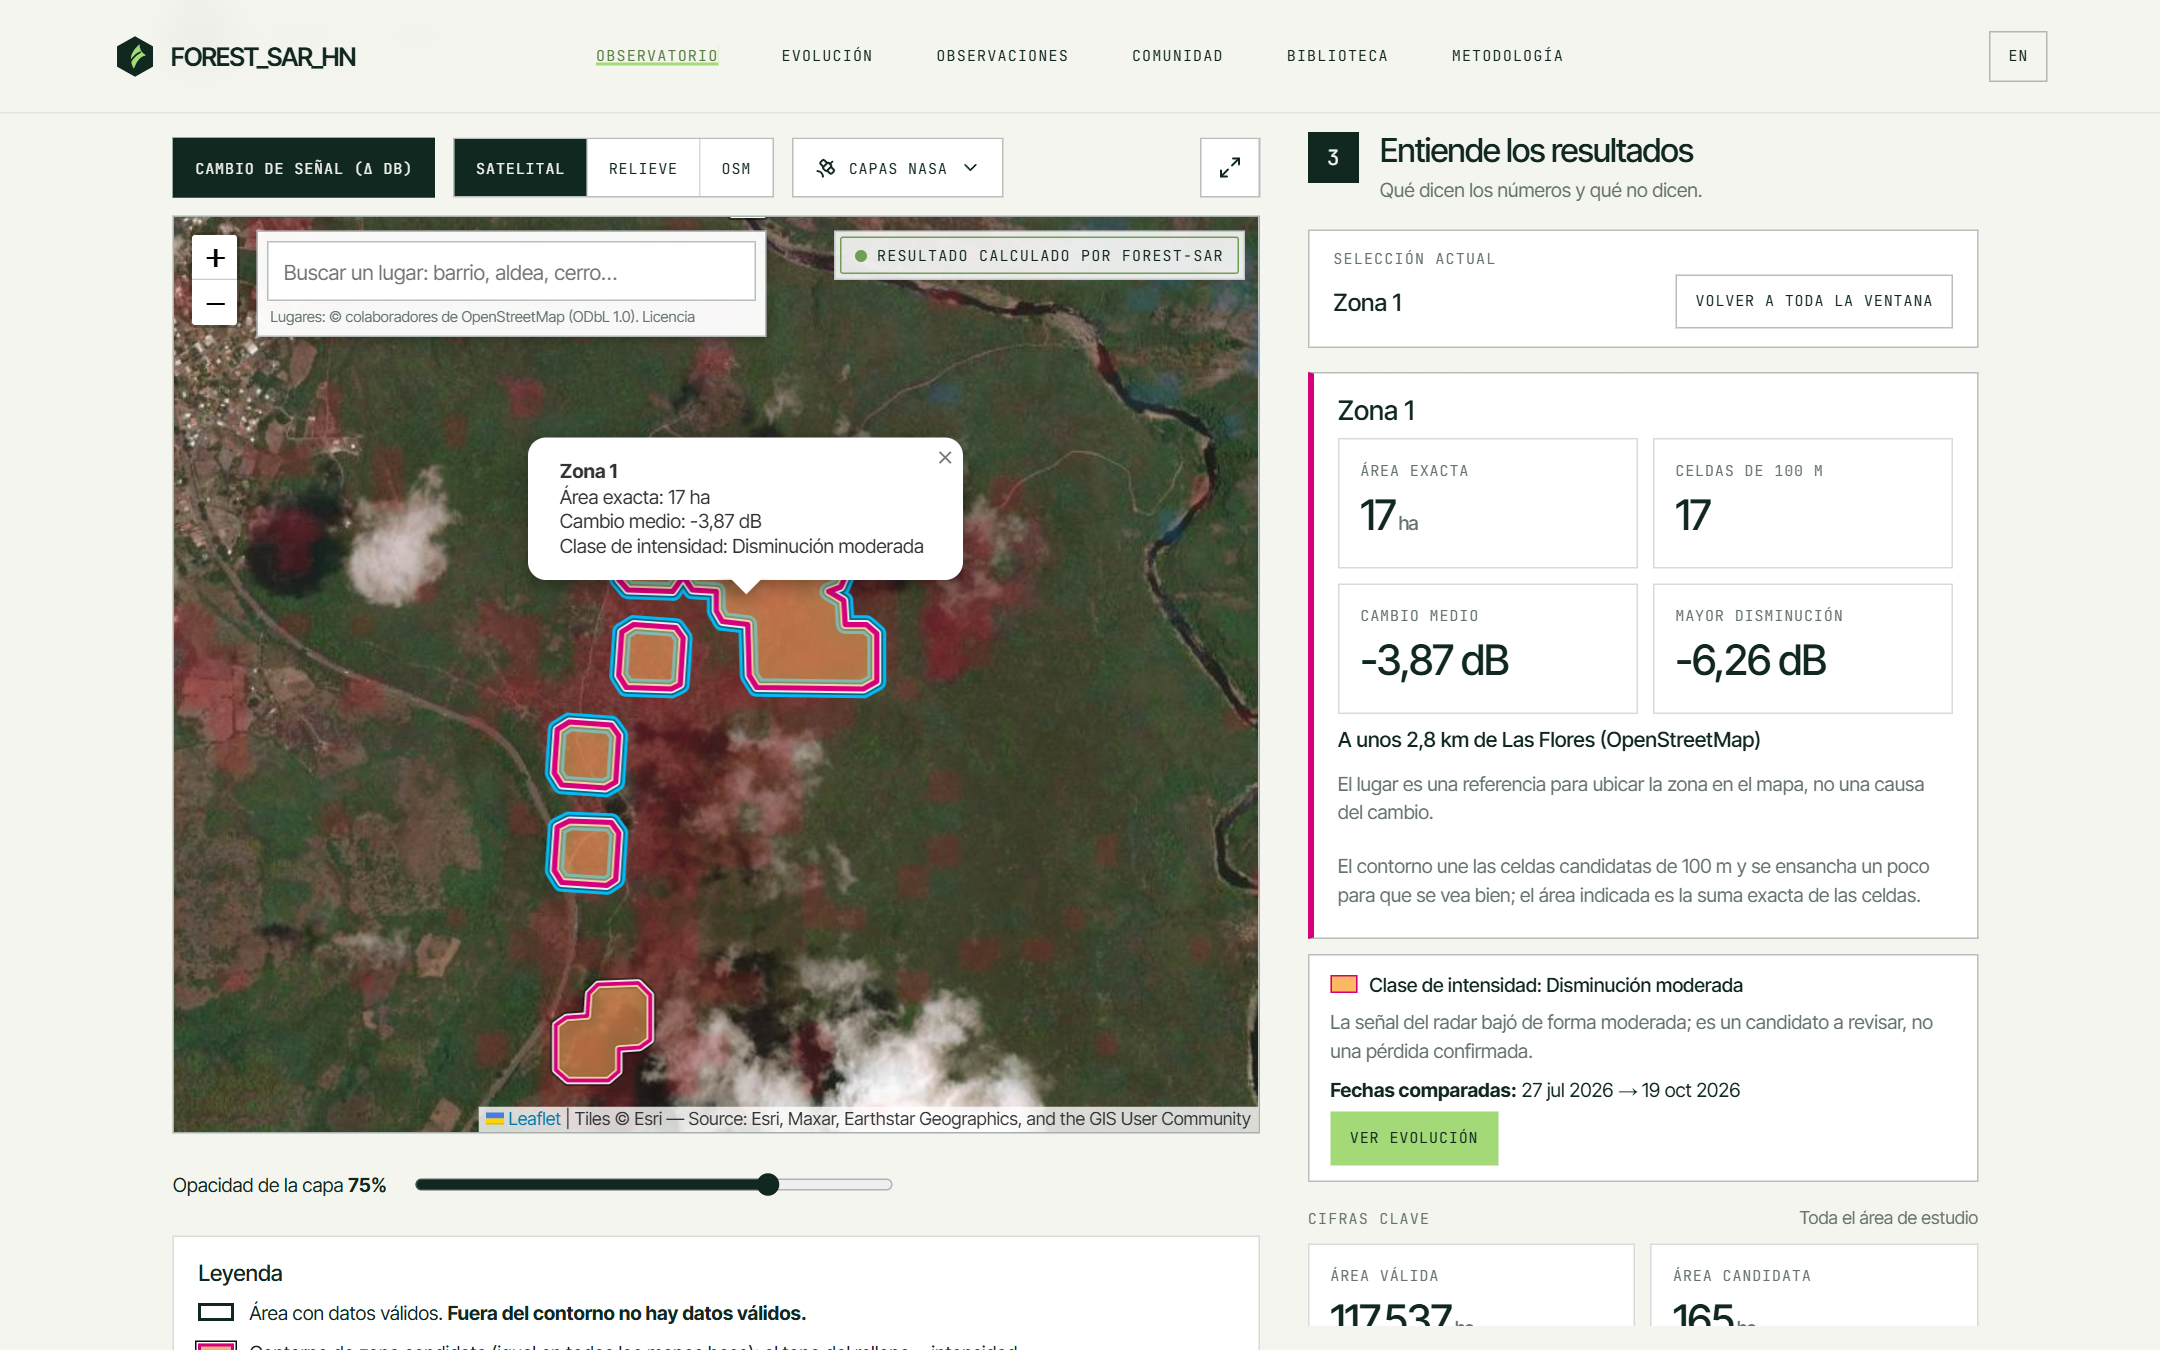 FOREST_SAR_HN
OBSERVATORIO
EVOLUCIÓN
OBSERVACIONES
COMUNIDAD
BIBLIOTECA
METODOLOGÍA
EN
CAMBIO DE SEÑAL (Δ DB)
SATELITAL
RELIEVE
OSM
CAPAS NASA
+
−
Buscar un lugar: barrio, aldea, cerro...
Lugares: © colaboradores de OpenStreetMap (ODbL 1.0). Licencia
RESULTADO CALCULADO POR FOREST-SAR
Zona 1
Área exacta: 17 ha
Cambio medio: -3,87 dB
Clase de intensidad: Disminución moderada
Leaflet | Tiles © Esri — Source: Esri, Maxar, Earthstar Geographics, and the GIS User Community
Opacidad de la capa 75%
Leyenda
Área con datos válidos. Fuera del contorno no hay datos válidos.
3
Entiende los resultados
Qué dicen los números y qué no dicen.
SELECCIÓN ACTUAL
Zona 1
VOLVER A TODA LA VENTANA
Zona 1
ÁREA EXACTA
17 ha
CELDAS DE 100 M
17
CAMBIO MEDIO
-3,87 dB
MAYOR DISMINUCIÓN
-6,26 dB
A unos 2,8 km de Las Flores (OpenStreetMap)
El lugar es una referencia para ubicar la zona en el mapa, no una causa
del cambio.
El contorno une las celdas candidatas de 100 m y se ensancha un poco
para que se vea bien; el área indicada es la suma exacta de las celdas.
Clase de intensidad: Disminución moderada
La señal del radar bajó de forma moderada; es un candidato a revisar, no
una pérdida confirmada.
Fechas comparadas: 27 jul 2026 → 19 oct 2026
VER EVOLUCIÓN
CIFRAS CLAVE
Toda el área de estudio
ÁREA VÁLIDA
117 537 ha
ÁREA CANDIDATA
165 ha